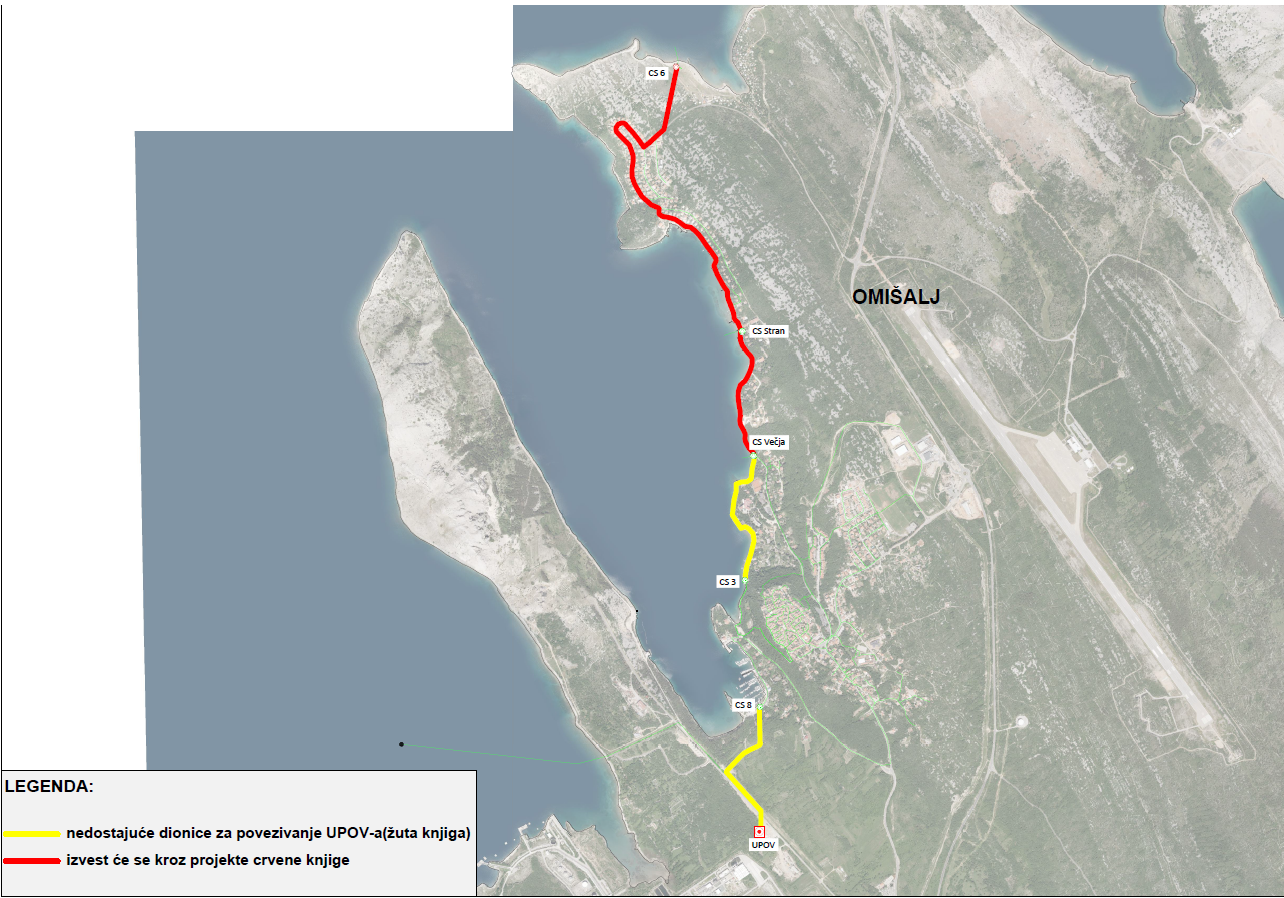 CS 6
OMIŠALJ
CS Stran
CS Večja
CS 3
CS 8
UPOV
LEGENDA:
nedostajuće dionice za povezivanje UPOV-a(žuta knjiga)
izvest će se kroz projekte crvene knjige